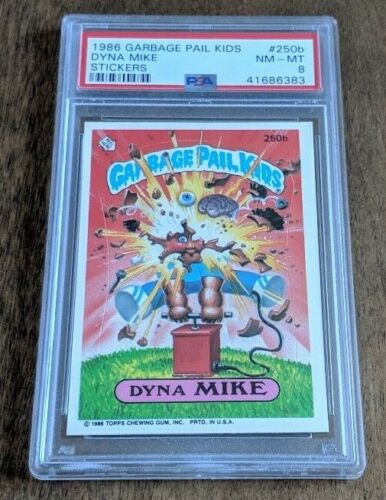 1986 GARBAGE PAIL KIDS #250b
DYNA MIKE NM - MT
STICKERS 8
PSA 41686383
250b
GARBAGE PAIL KIDS
DYNA MIKE
© 1986 TOPPS CHEWING GUM, INC. PRTD. IN U.S.A.